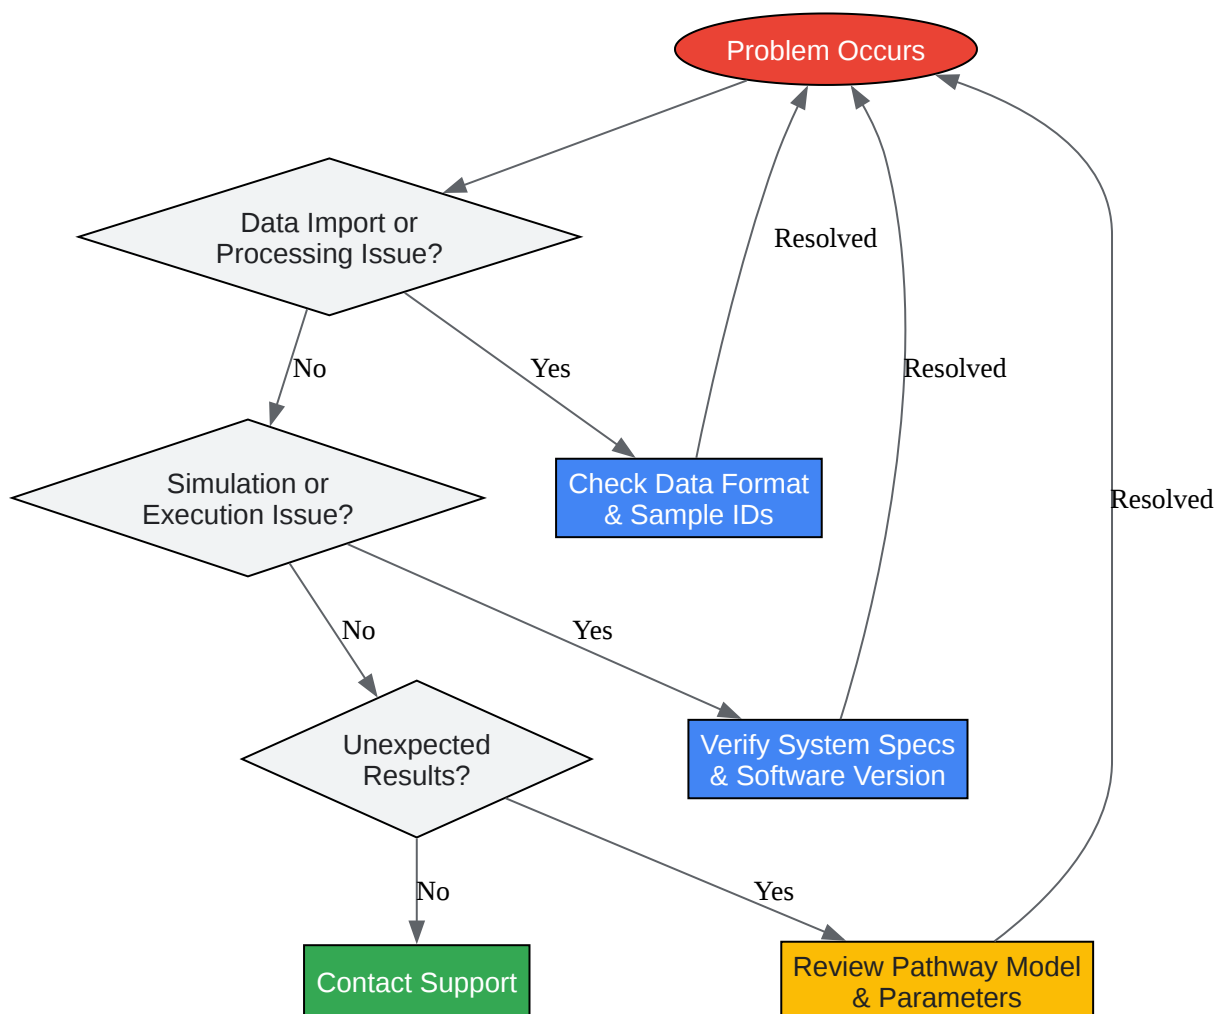 Problem Occurs
Data Import or
Processing Issue?
Resolved
No
Yes
Resolved
Simulation or
Execution Issue?
Check Data Format
& Sample IDs
Resolved
No
Yes
Unexpected
Results?
Verify System Specs
& Software Version
No
Yes
Contact Support
Review Pathway Model
& Parameters